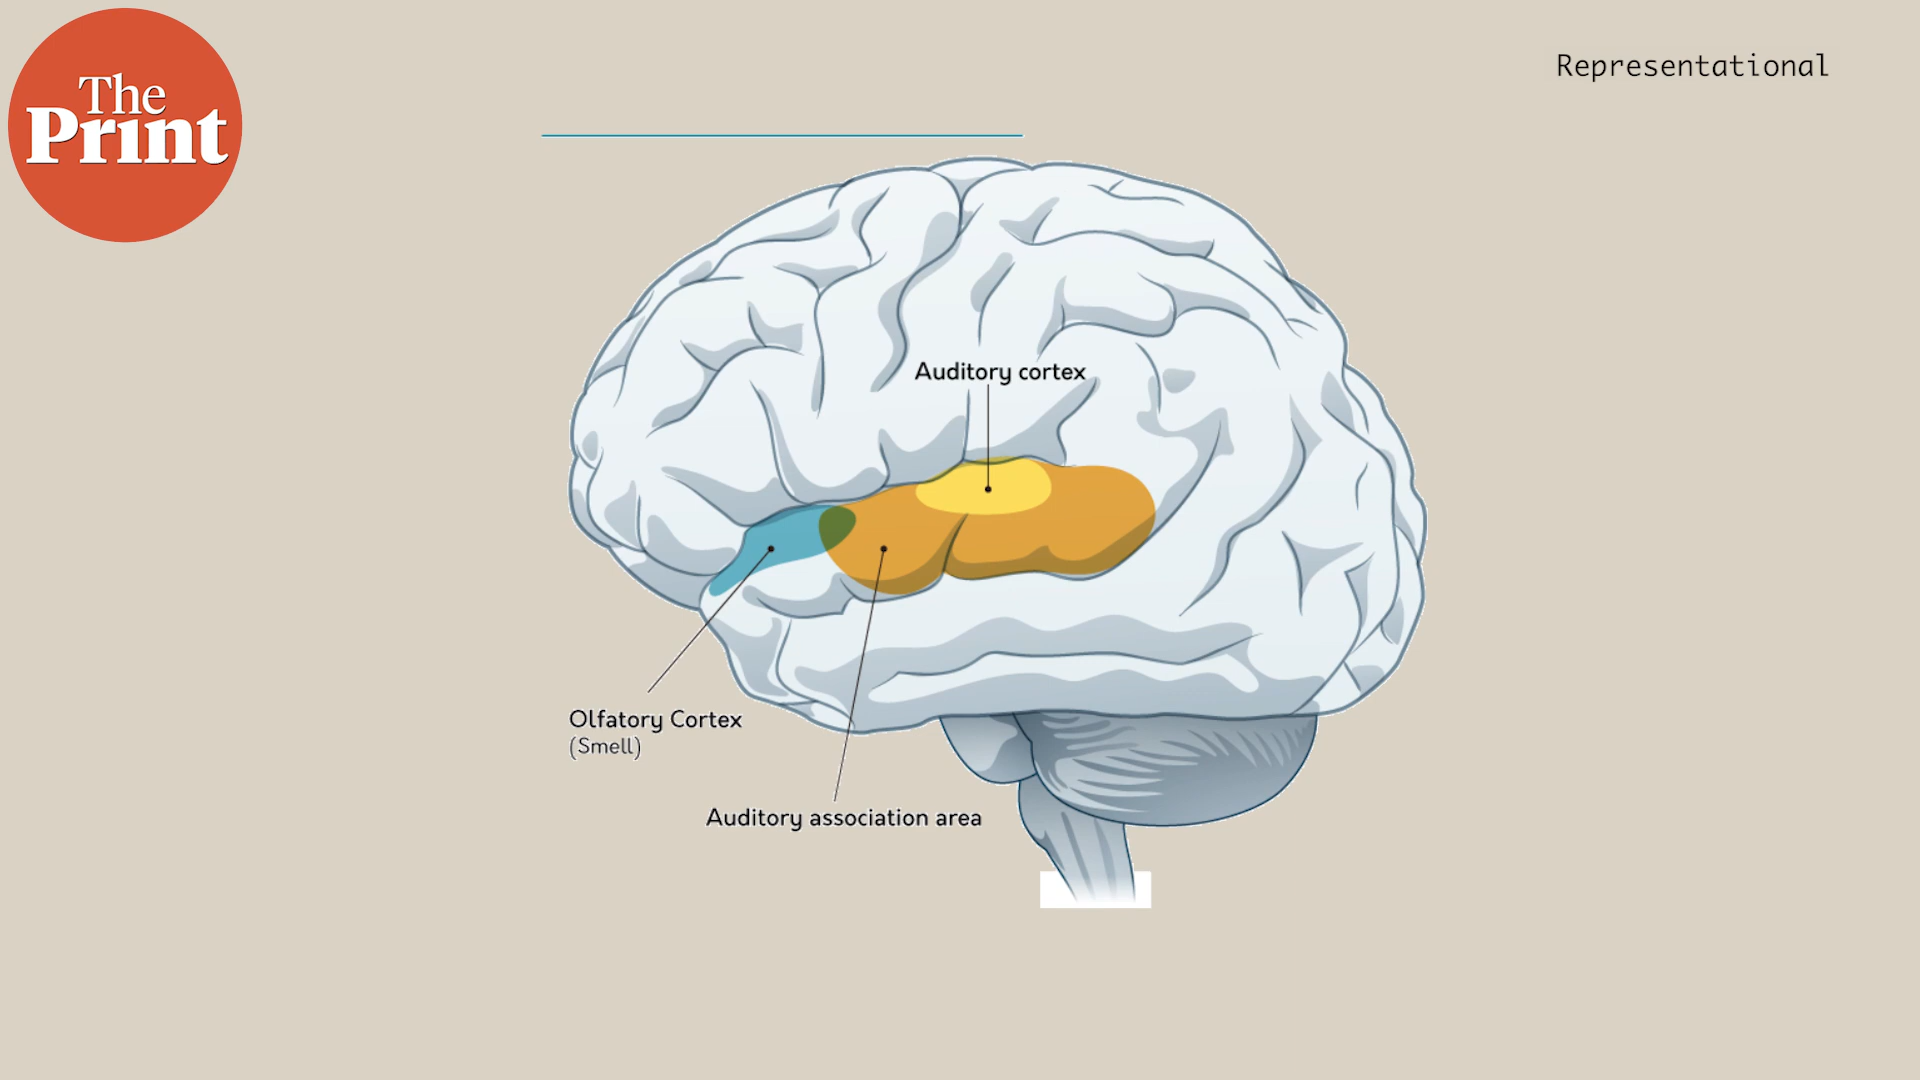 The
Print
Representational
Auditory cortex
Olfatory Cortex
(Smell)
Auditory association area